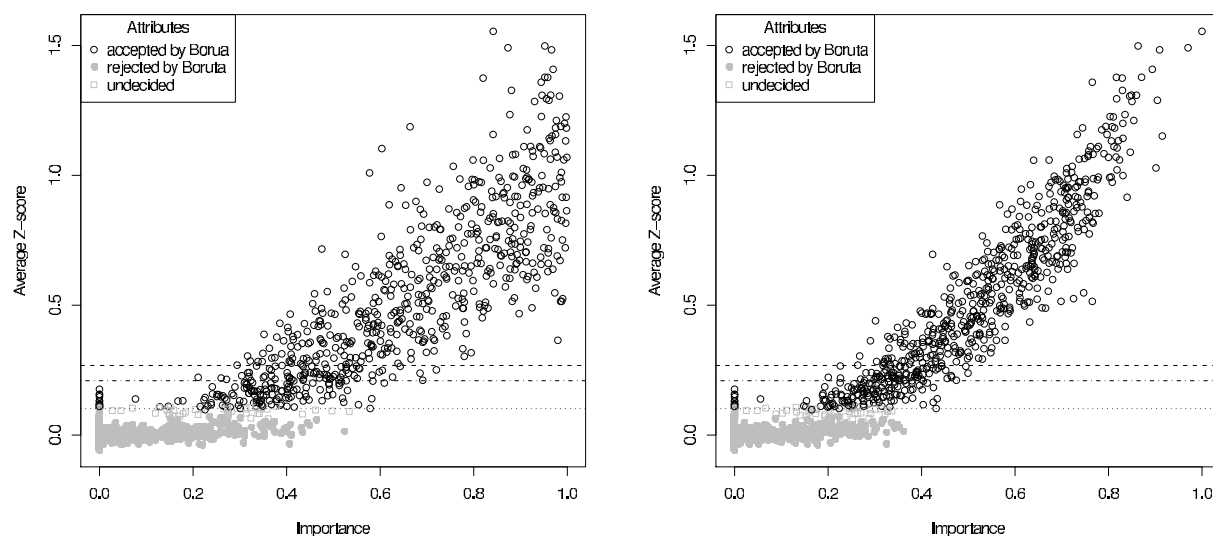 Attributes
accepted by Borua
rejected by Boruta
undecided
Average Z-score
0.0
0.5
1.0
1.5
0.0
0.2
0.4
0.6
0.8
1.0
Importance
Attributes
accepted by Boruta
rejected by Boruta
undecided
Average Z-score
0.0
0.5
1.0
1.5
0.0
0.2
0.4
0.6
0.8
1.0
Importance